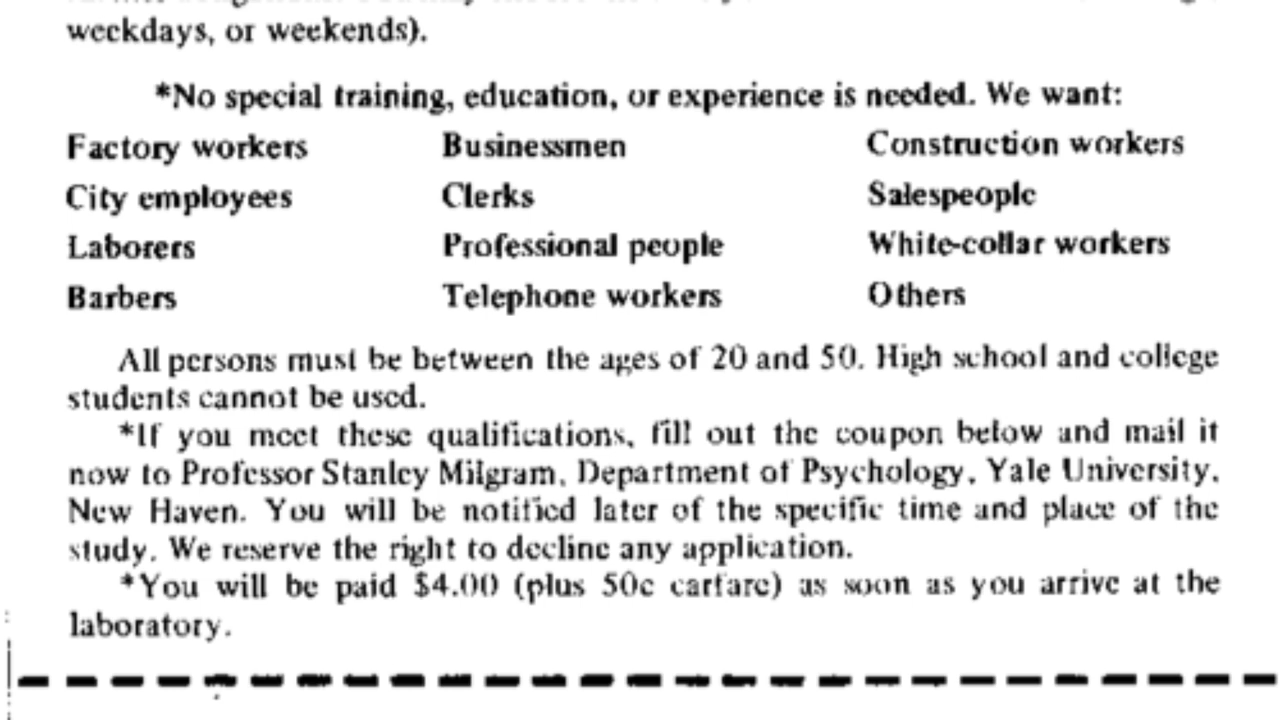 weekdays, or weekends).
*No special training, education, or experience is needed. We want:
Factory workers Businessmen Construction workers
City employees Clerks Salespeople
Laborers Professional people White-collar workers
Barbers Telephone workers Others
All persons must be between the ages of 20 and 50. High school and college
students cannot be used.
*If you meet these qualifications, fill out the coupon below and mail it
now to Professor Stanley Milgram, Department of Psychology, Yale University,
New Haven. You will be notified later of the specific time and place of the
study. We reserve the right to decline any application.
*You will be paid $4.00 (plus 50c carfare) as soon as you arrive at the
laboratory.